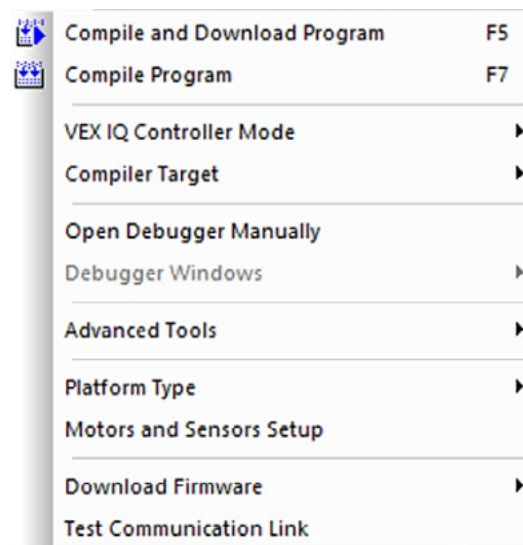 Compile and Download Program F5
Compile Program F7
VEX IQ Controller Mode
Compiler Target
Open Debugger Manually
Debugger Windows
Advanced Tools
Platform Type
Motors and Sensors Setup
Download Firmware
Test Communication Link